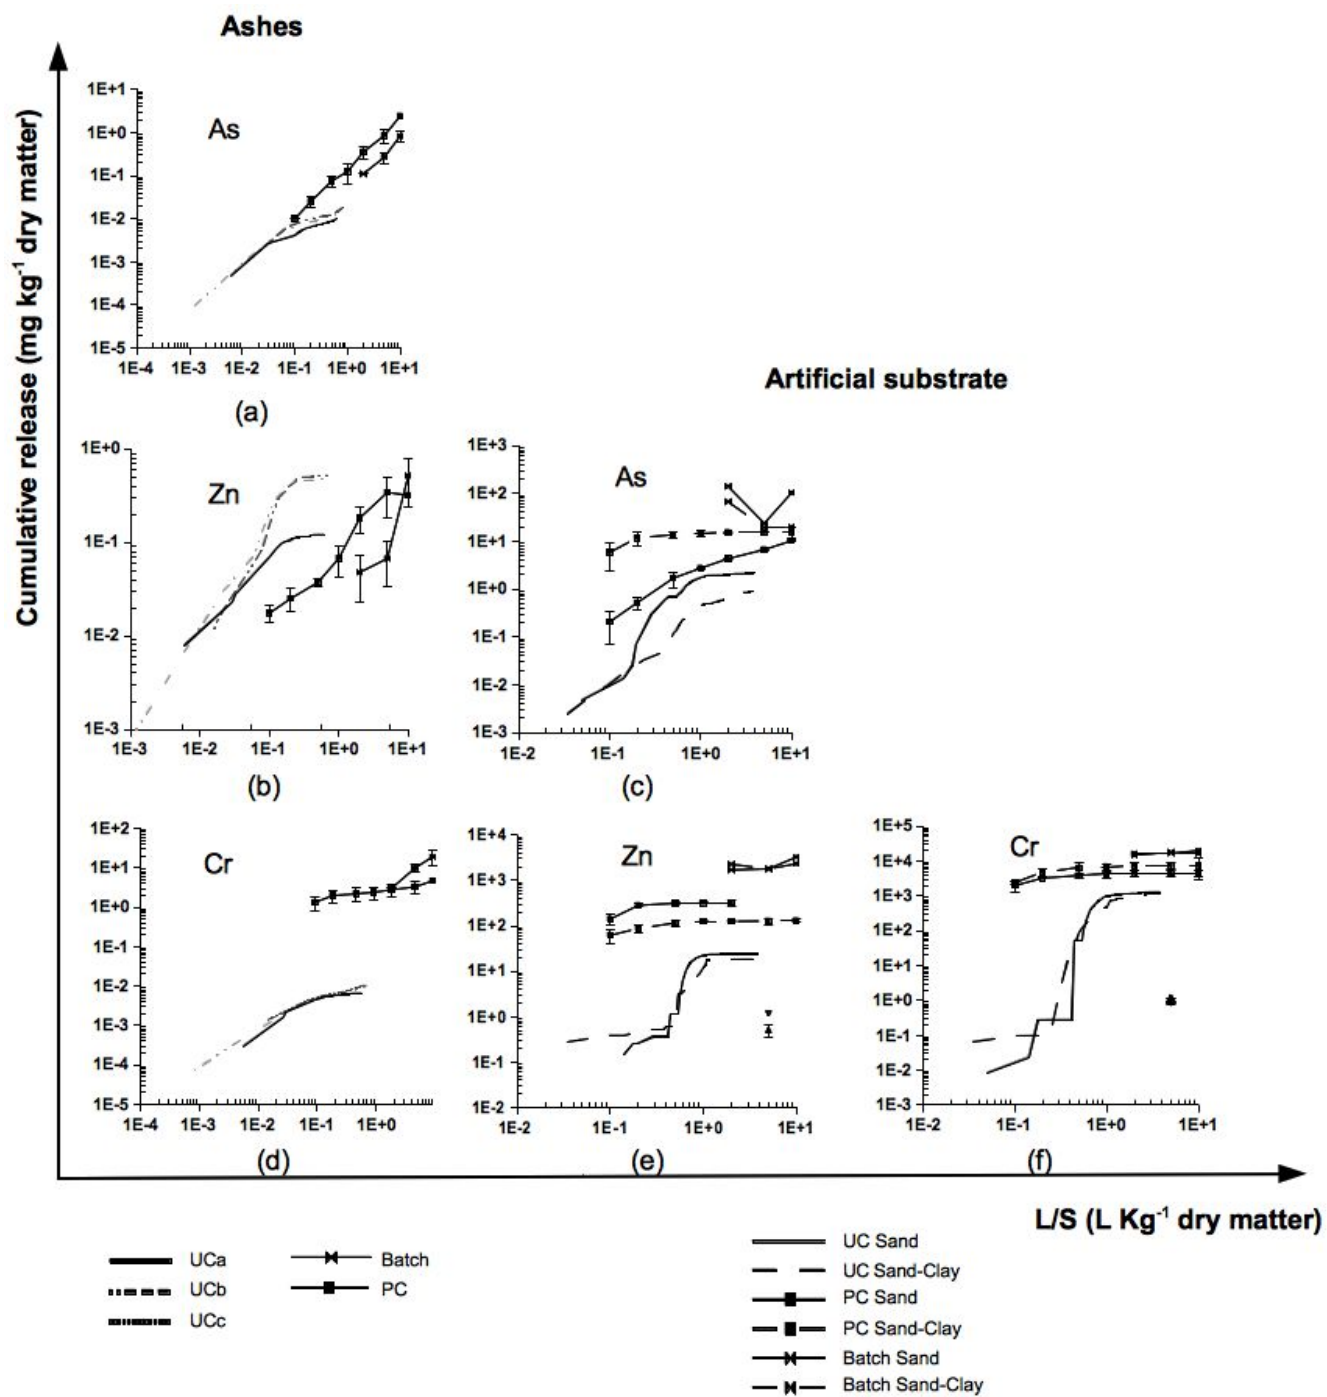 Ashes
Cumulative release (mg kg-1 dry matter)
1E+1
1E+0
1E-1
1E-2
1E-3
1E-4
1E-5
As
1E-4 1E-3 1E-2 1E-1 1E+0 1E+1
(a)
Artificial substrate
1E+0
1E-1
1E-2
1E-3
Zn
1E-3 1E-2 1E-1 1E+0 1E+1
(b)
1E+3
1E+2
1E+1
1E+0
1E-1
1E-2
1E-3
As
1E-2 1E-1 1E+0 1E+1
(c)
1E+2
1E+1
1E+0
1E-1
1E-2
1E-3
1E-4
1E-5
Cr
1E-4 1E-3 1E-2 1E-1 1E+0
(d)
1E+4
1E+3
1E+2
1E+1
1E+0
1E-1
1E-2
Zn
1E-2 1E-1 1E+0 1E+1
(e)
1E+5
1E+4
1E+3
1E+2
1E+1
1E+0
1E-1
1E-2
1E-3
Cr
1E-2 1E-1 1E+0 1E+1
(f)
L/S (L Kg-1 dry matter)
UCa
UCb
UCc
Batch
PC
UC Sand
UC Sand-Clay
PC Sand
PC Sand-Clay
Batch Sand
Batch Sand-Clay